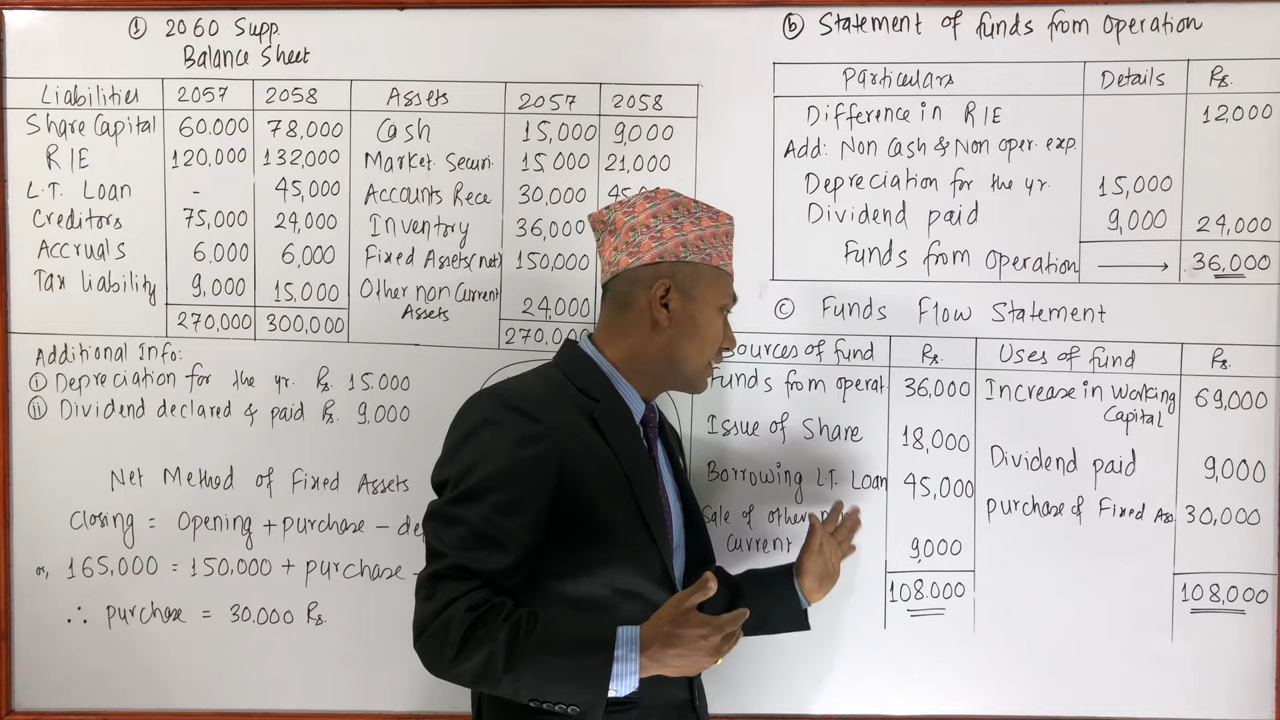 ① 2060 Supp.
Balance Sheet
Liabilities 2057 2058 Assets 2057 2058
Share Capital 60.000 78,000 Cash 15,000 9,000
R/E 120,000 132,000 Market. Securi. 15,000 21,000
L.T. Loan - 45,000 Accounts Rece 30,000
Creditors 75,000 24,000 Inventory 36,000
Accruals 6.000 6,000 Fixed Assets (net) 150,000
Tax liability 9,000 15,000 Other non Current Assets 24,000
270,000 300,000
Additional Info:
ⓘ Depreciation for the yr. Rs. 15.000
ⓘⓘ Dividend declared & paid Rs. 9.000
Net Method of Fixed Assets
Closing = Opening + purchase -
or, 165,000 = 150,000 + purchase -
∴ purchase = 30.000 Rs.
ⓑ Statement of funds from Operation
Particulars Details Rs.
Difference in R/E 12,000
Add: Non Cash & Non oper. exp.
Depreciation for the yr. 15,000
Dividend paid 9,000 24,000
Funds from Operation → 36,000
ⓒ Funds Flow Statement
Sources of fund Rs. Uses of fund Rs.
Funds from operat 36,000 Increase in Working Capital 69,000
Issue of Share 18,000 Dividend paid 9,000
Borrowing L.T. Loan 45,000 purchase of Fixed Ass. 30,000
Sale of other
Current 9,000
108.000 108,000